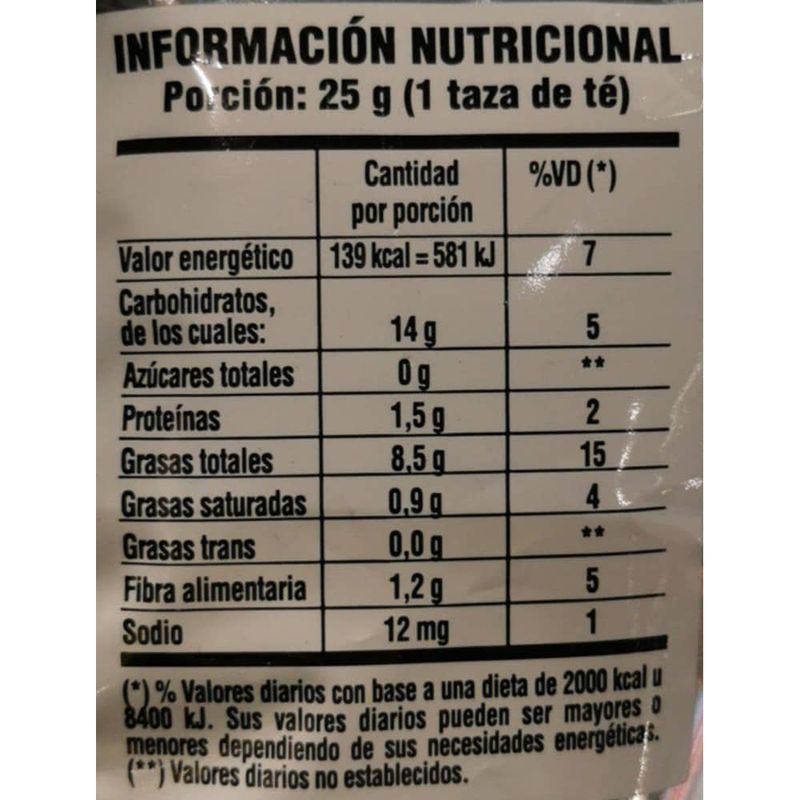 INFORMACIÓN NUTRICIONAL
Porción: 25 g (1 taza de té)
Cantidad por porción %VD (*)
Valor energético 139 kcal = 581 kJ 7
Carbohidratos,
de los cuales: 14 g 5
Azúcares totales 0 g **
Proteínas 1,5 g 2
Grasas totales 8,5 g 15
Grasas saturadas 0,9 g 4
Grasas trans 0,0 g **
Fibra alimentaria 1,2 g 5
Sodio 12 mg 1
(*) % Valores diarios con base a una dieta de 2000 kcal u
8400 kJ. Sus valores diarios pueden ser mayores o
menores dependiendo de sus necesidades energéticas.
(**) Valores diarios no establecidos.